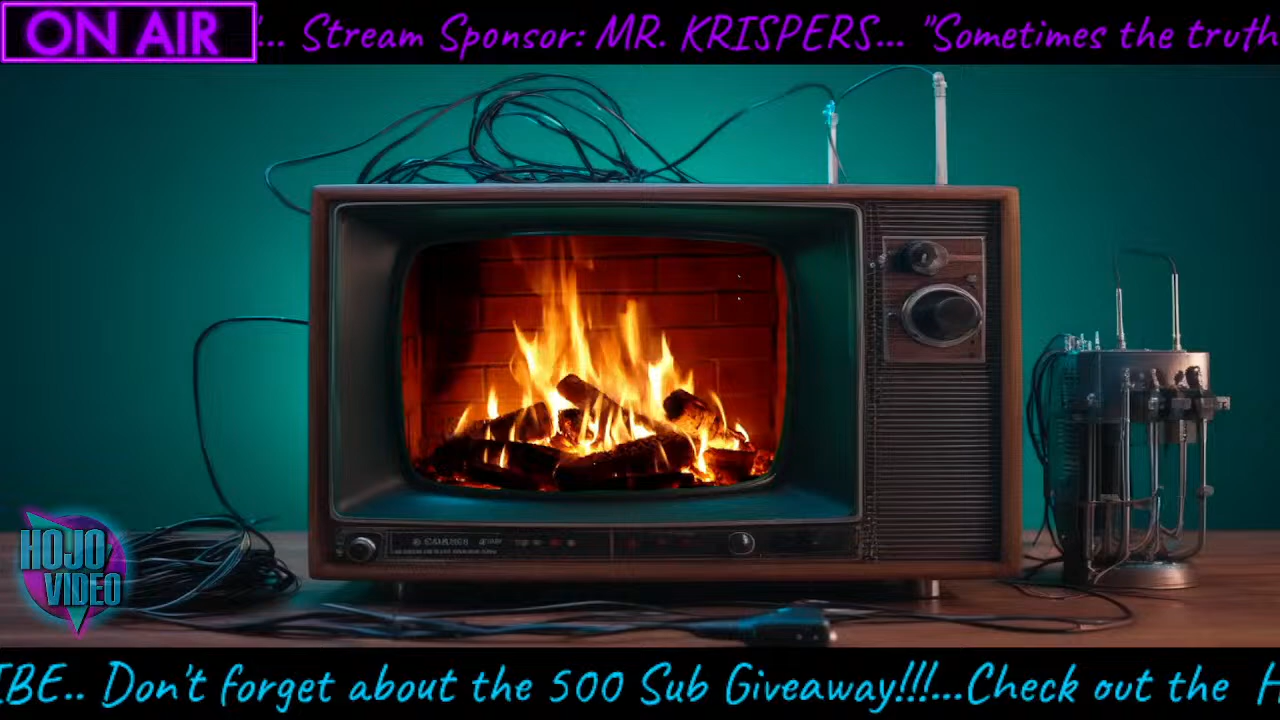 ON AIR
... Stream Sponsor: MR. KRISPERS... "Sometimes the truth
HOJO
VIDEO
IBE.. Don't forget about the 500 Sub Giveaway!!!...Check out the H